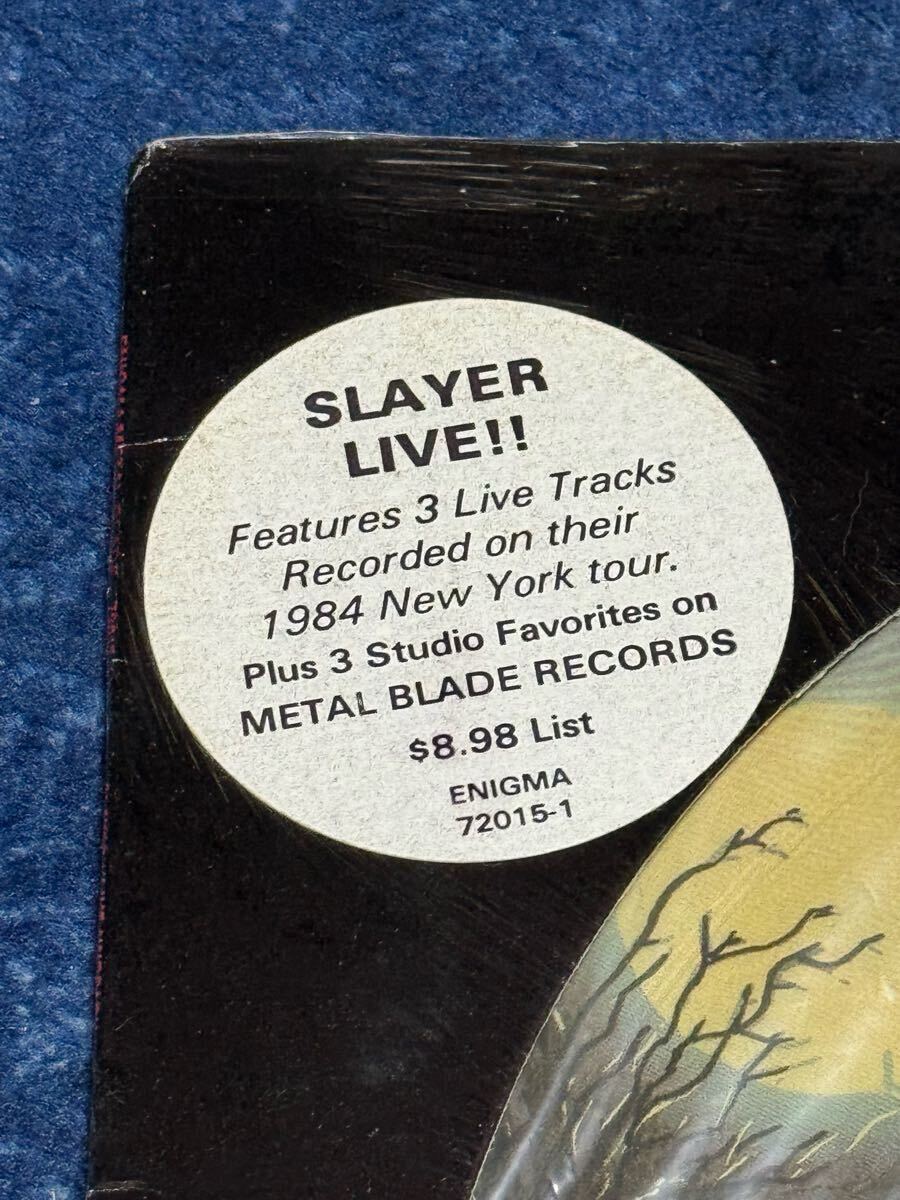 SLAYER
LIVE!!
Features 3 Live Tracks
Recorded on their
1984 New York tour.
Plus 3 Studio Favorites on
METAL BLADE RECORDS
$8.98 List
ENIGMA
72015-1